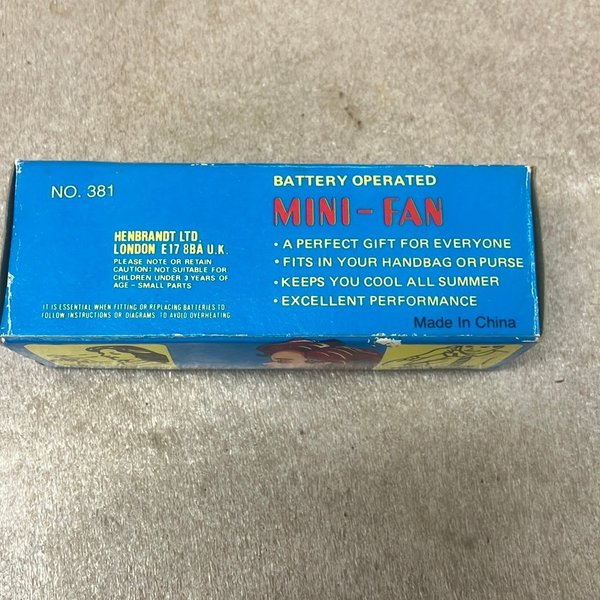 NO. 381
HENBRANDT LTD.
LONDON E17 8BA U.K.
PLEASE NOTE OR RETAIN
CAUTION: NOT SUITABLE FOR
CHILDREN UNDER 3 YEARS OF
AGE - SMALL PARTS
IT IS ESSENTIAL WHEN FITTING OR REPLACING BATTERIES TO
FOLLOW INSTRUCTIONS OR DIAGRAMS TO AVOID OVERHEATING
BATTERY OPERATED
MINI-FAN
• A PERFECT GIFT FOR EVERYONE
• FITS IN YOUR HANDBAG OR PURSE
• KEEPS YOU COOL ALL SUMMER
• EXCELLENT PERFORMANCE
Made In China